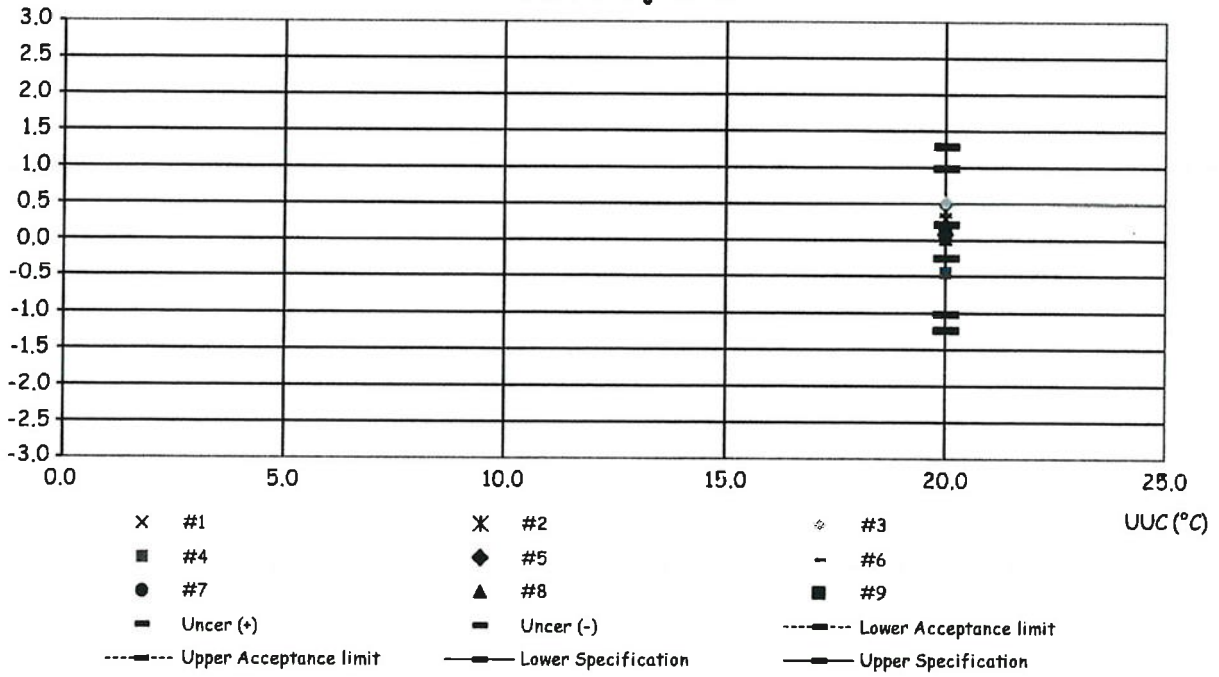 3.0
2.5
2.0
1.5
1.0
0.5
0.0
-0.5
-1.0
-1.5
-2.0
-2.5
-3.0
0.0 5.0 10.0 15.0 20.0 25.0
UUC (°C)
#1 #2 #3
#4 #5 #6
#7 #8 #9
Uncer (+) Uncer (-) Lower Acceptance limit
Upper Acceptance limit Lower Specification Upper Specification